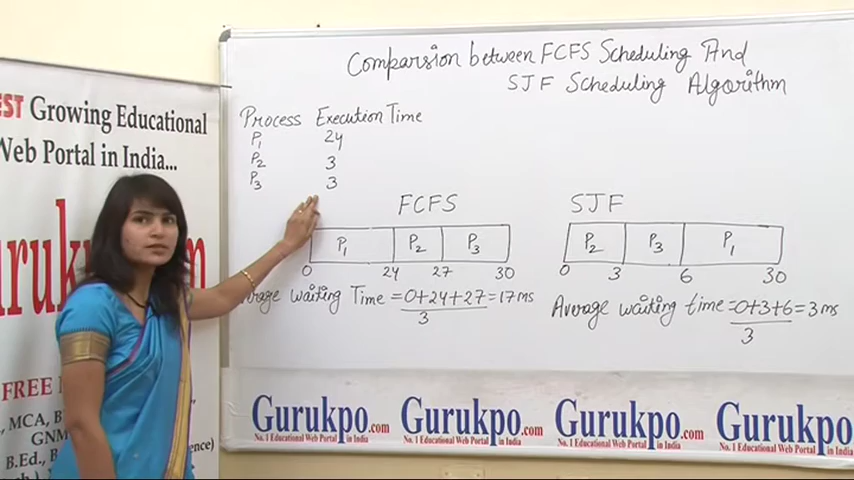 Comparsion between FCFS Scheduling And
SJF Scheduling Algorithm
Process Execution Time
P1 24
P2 3
P3 3
FCFS
P1 P2 P3
0 24 27 30
Average waiting Time = 0+24+27 = 17 ms
3
SJF
P2 P3 P1
0 3 6 30
Average waiting time = 0+3+6 = 3 ms
3
EST Growing Educational
Web Portal in India...
FREE
MCA,
GNM
B.Ed.,
Gurukpo.com
No. 1 Educational Web Portal in India
Gurukpo.com
No. 1 Educational Web Portal in India
Gurukpo.com
No. 1 Educational Web Portal in India
Gurukpo
No. 1 Educational Web Portal in India